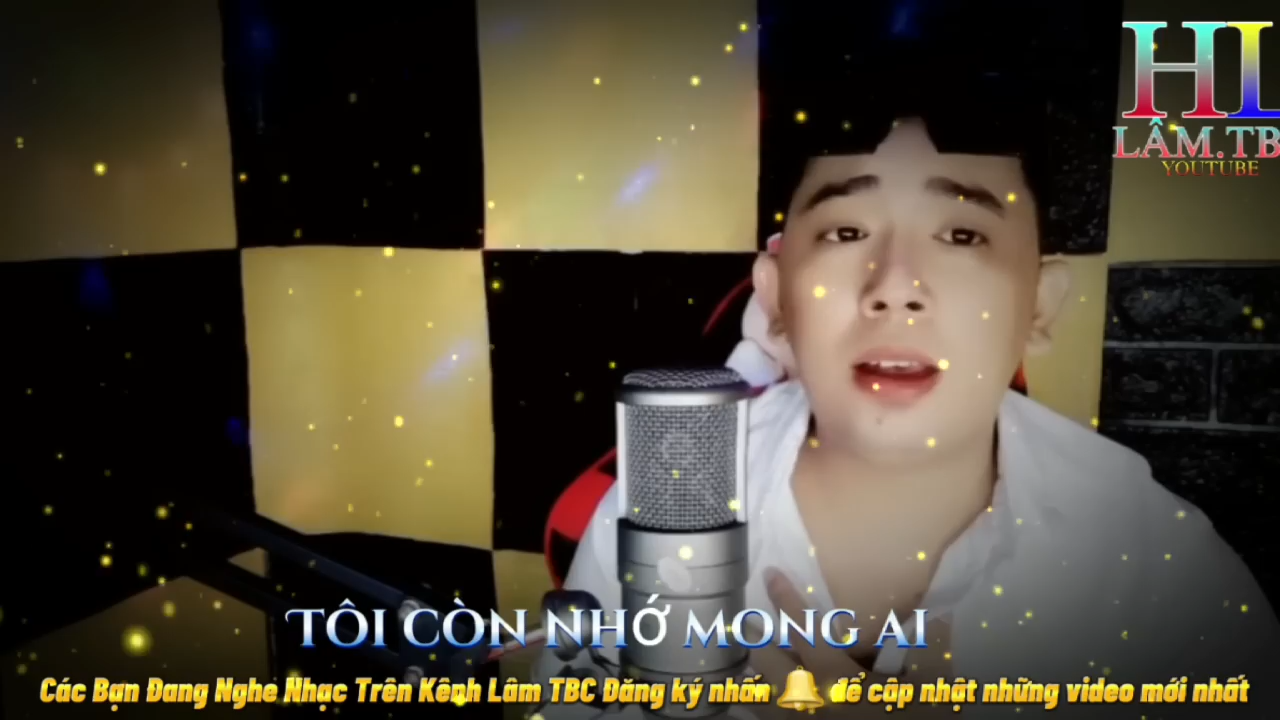 HL
LÂM.TB
YOUTUBE
TÔI CÒN NHỚ MONG AI
Các Bạn Đang Nghe Nhạc Trên Kênh Lâm TBC Đăng ký nhấn 🔔 để cập nhật những video mới nhất